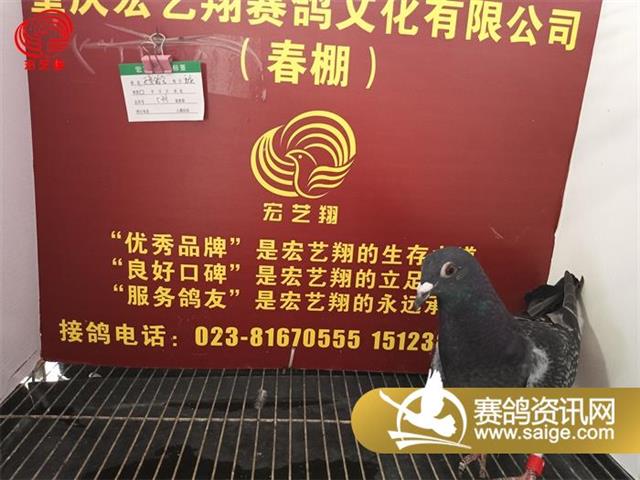 重庆宏艺翔赛鸽文化有限公司
（春棚）
宏艺翔
宏艺翔
“优秀品牌”是宏艺翔的生存
“良好口碑”是宏艺翔的立足
“服务鸽友”是宏艺翔的永远承
接鸽电话：023-81670555 15123
赛鸽资讯网
www.saige.com